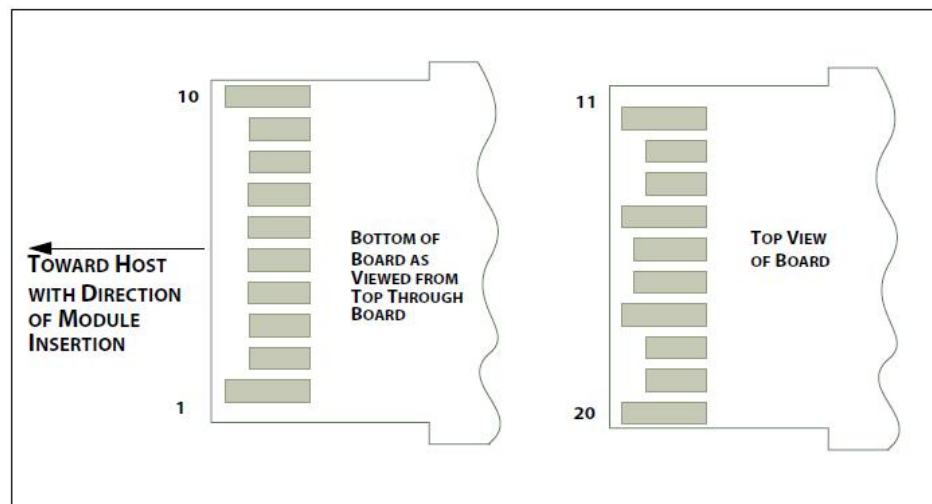 10
1
TOWARD HOST
WITH DIRECTION
OF MODULE
INSERTION
BOTTOM OF
BOARD AS
VIEWED FROM
TOP THROUGH
BOARD
11
20
TOP VIEW
OF BOARD